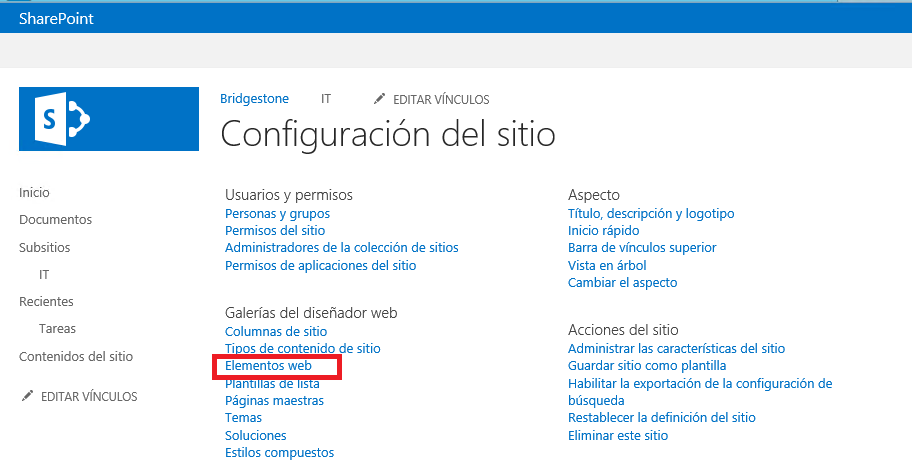 SharePoint
S
Bridgestone IT EDITAR VÍNCULOS
Configuración del sitio
Inicio
Documentos
Subsitios
IT
Recientes
Tareas
Contenidos del sitio
EDITAR VÍNCULOS
Usuarios y permisos
Personas y grupos
Permisos del sitio
Administradores de la colección de sitios
Permisos de aplicaciones del sitio
Galerías del diseñador web
Columnas de sitio
Tipos de contenido de sitio
Elementos web
Plantillas de lista
Páginas maestras
Temas
Soluciones
Estilos compuestos
Aspecto
Título, descripción y logotipo
Inicio rápido
Barra de vínculos superior
Vista en árbol
Cambiar el aspecto
Acciones del sitio
Administrar las características del sitio
Guardar sitio como plantilla
Habilitar la exportación de la configuración de
búsqueda
Restablecer la definición del sitio
Eliminar este sitio